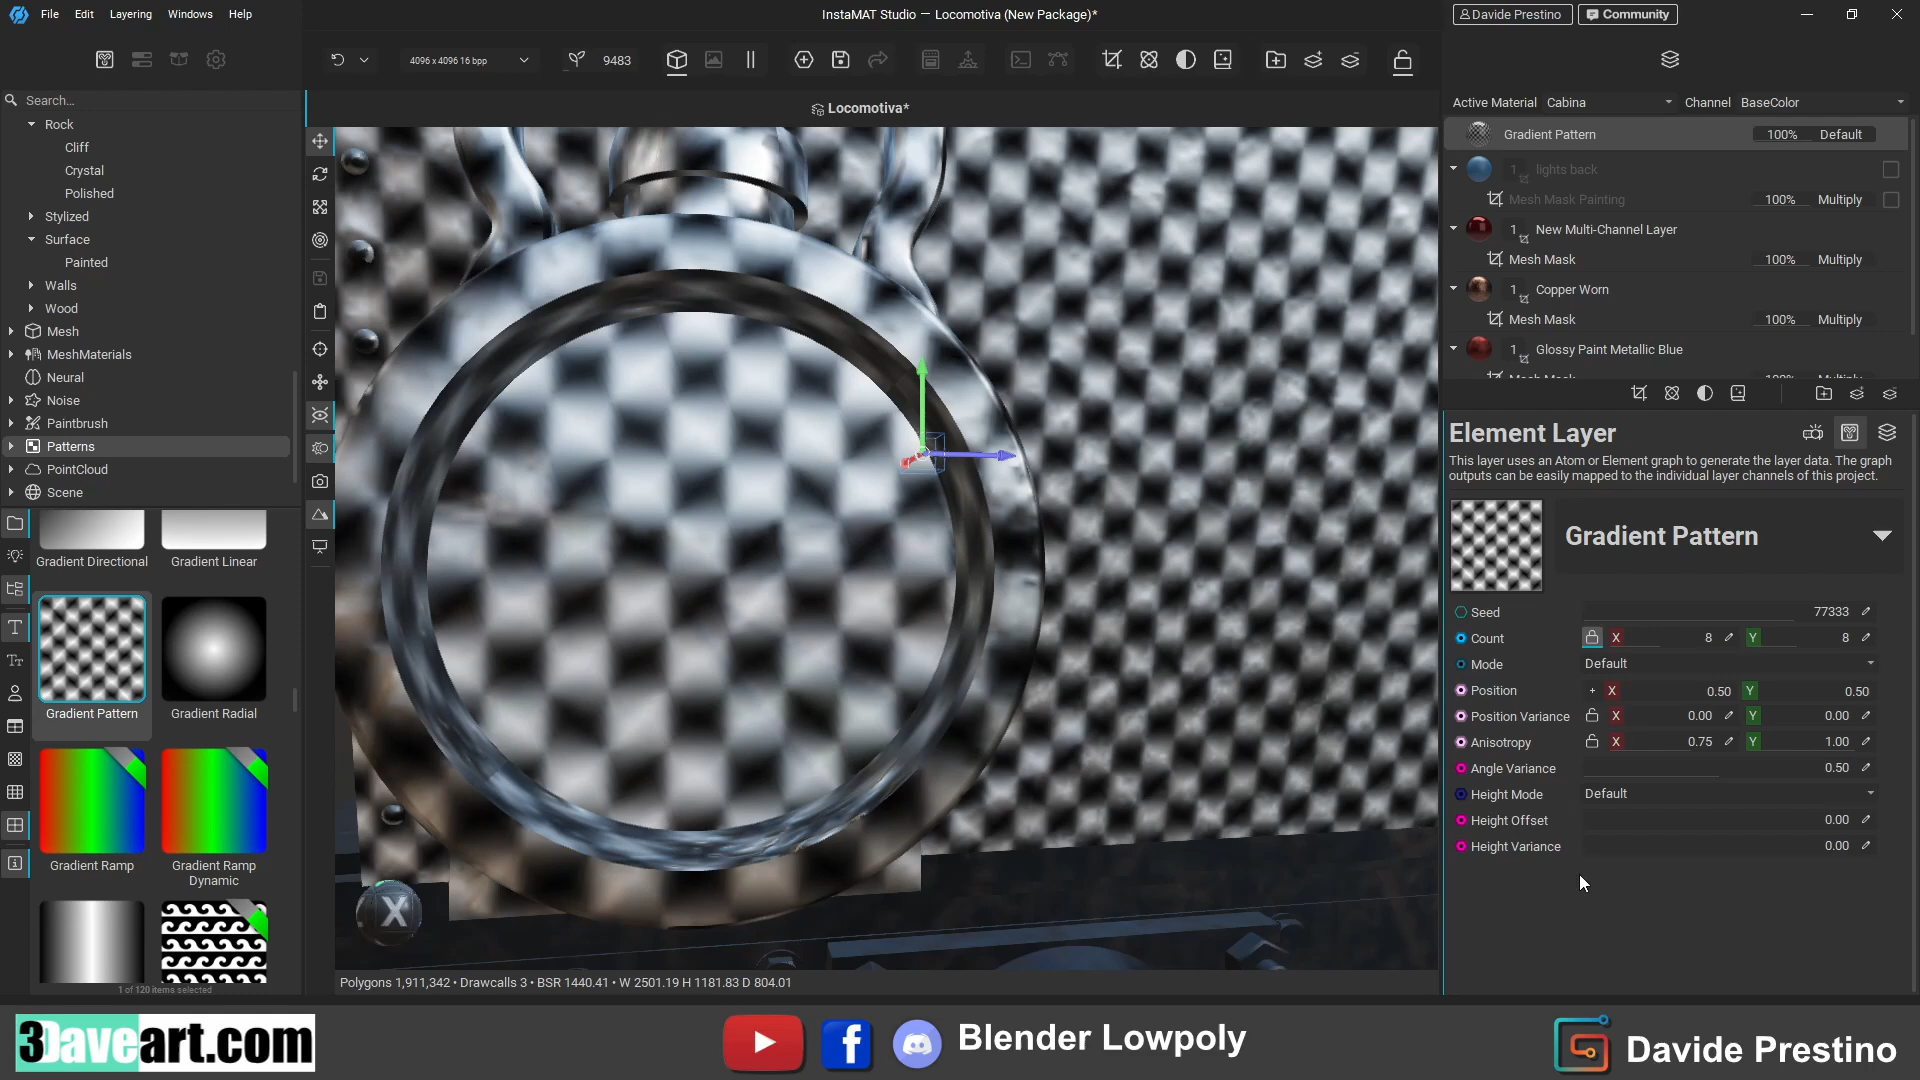 File Edit Layering Windows Help
InstaMAT Studio — Locomotiva (New Package)*
Davide Prestino
Community
4096 x 4096 16 bpp
9483
Search...
Locomotiva*
Active Material Cabina Channel BaseColor
Rock
Cliff
Crystal
Polished
Stylized
Surface
Painted
Walls
Wood
Mesh
MeshMaterials
Neural
Noise
Paintbrush
Patterns
PointCloud
Scene
Gradient Directional
Gradient Linear
Gradient Pattern
Gradient Radial
Gradient Ramp
Gradient Ramp
Dynamic
1 of 120 items selected
X
Polygons 1,911,342 • Drawcalls 3 • BSR 1440.41 • W 2501.19 H 1181.83 D 804.01
Gradient Pattern 100% Default
1 lights back
Mesh Mask Painting 100% Multiply
1 New Multi-Channel Layer
Mesh Mask 100% Multiply
1 Copper Worn
Mesh Mask 100% Multiply
1 Glossy Paint Metallic Blue
Mesh Mask 100% Multiply
Element Layer
This layer uses an Atom or Element graph to generate the layer data. The graph
outputs can be easily mapped to the individual layer channels of this project.
Gradient Pattern
Seed 77333
Count X 8 Y 8
Mode Default
Position + X 0.50 Y 0.50
Position Variance X 0.00 Y 0.00
Anisotropy X 0.75 Y 1.00
Angle Variance 0.50
Height Mode Default
Height Offset 0.00
Height Variance 0.00
3Daveart.com
Blender Lowpoly
Davide Prestino